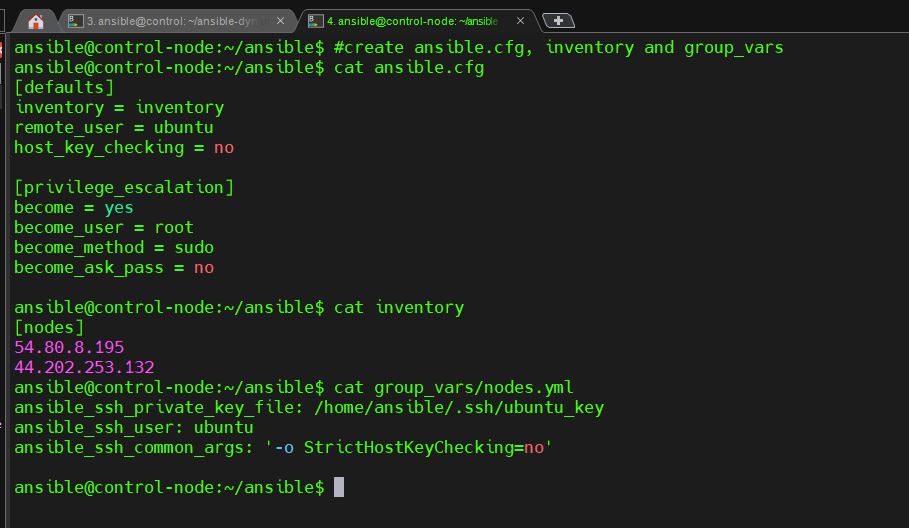 3. ansible@control: ~/ansible-dyn
4. ansible@control-node:~/ansible
ansible@control-node:~/ansible$ #create ansible.cfg, inventory and group_vars
ansible@control-node:~/ansible$ cat ansible.cfg
[defaults]
inventory = inventory
remote_user = ubuntu
host_key_checking = no
[privilege_escalation]
become = yes
become_user = root
become_method = sudo
become_ask_pass = no
ansible@control-node:~/ansible$ cat inventory
[nodes]
54.80.8.195
44.202.253.132
ansible@control-node:~/ansible$ cat group_vars/nodes.yml
ansible_ssh_private_key_file: /home/ansible/.ssh/ubuntu_key
ansible_ssh_user: ubuntu
ansible_ssh_common_args: '-o StrictHostKeyChecking=no'
ansible@control-node:~/ansible$